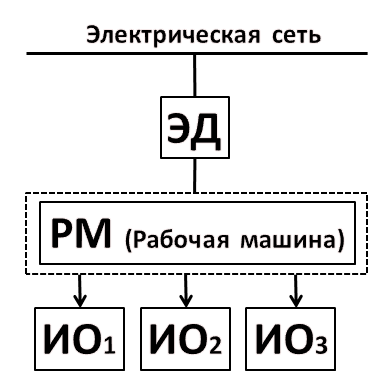 Электрическая сеть
ЭД
РМ (Рабочая машина)
ИО1 ИО2 ИО3